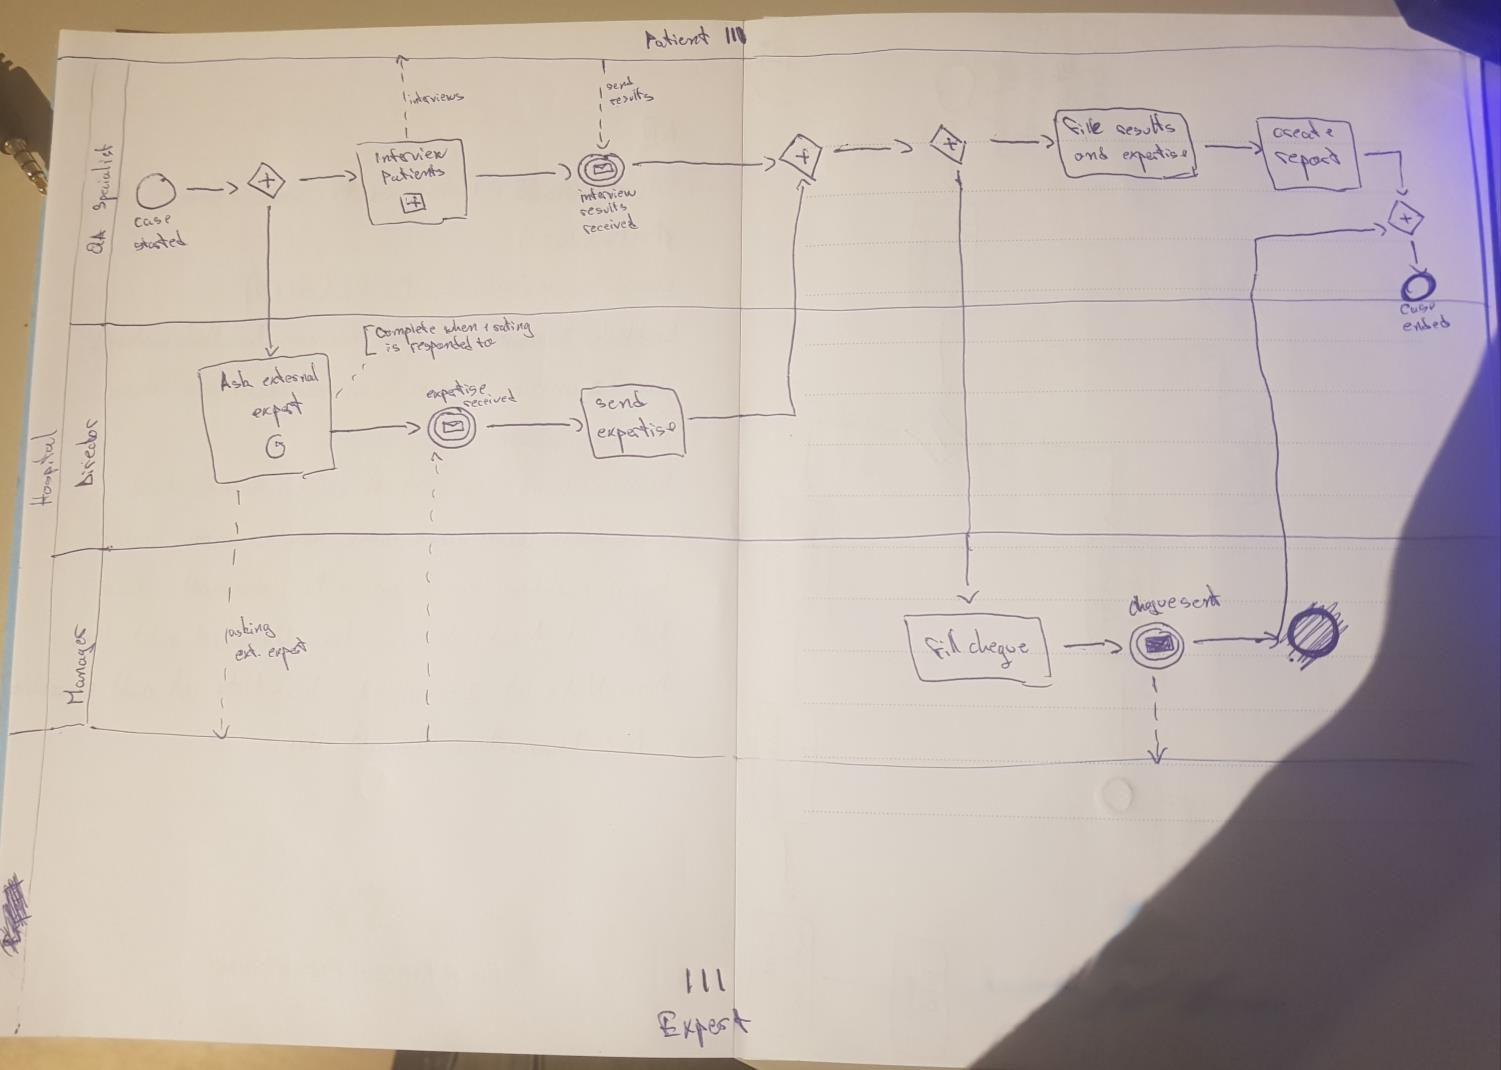 Patient III
interviews
send
results
QA Specialist
case
started
Interview
Patients
interview
results
received
fille results
and expertise
create
report
case
ended
Hospital
Director
Complete when 1 sating
is responded to
Ask external
expert
expertise
received
send
expertise
Manager
asking
ext. expert
fill cheque
cheque sent
III
Expert